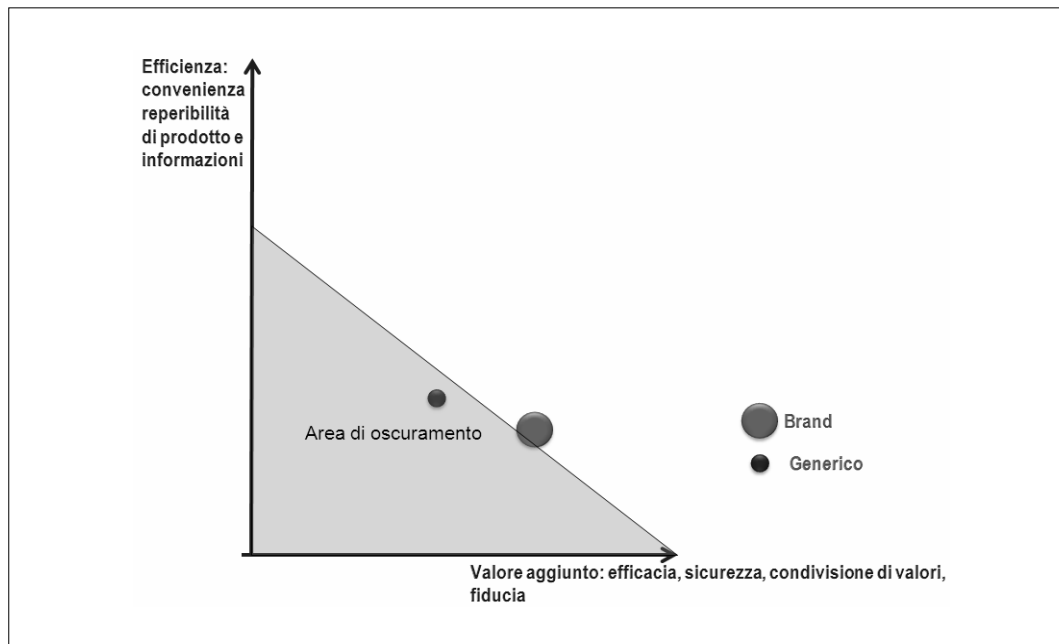 Efficienza:
convenienza
reperibilità
di prodotto e
informazioni
Area di oscuramento
Brand
Generico
Valore aggiunto: efficacia, sicurezza, condivisione di valori,
fiducia